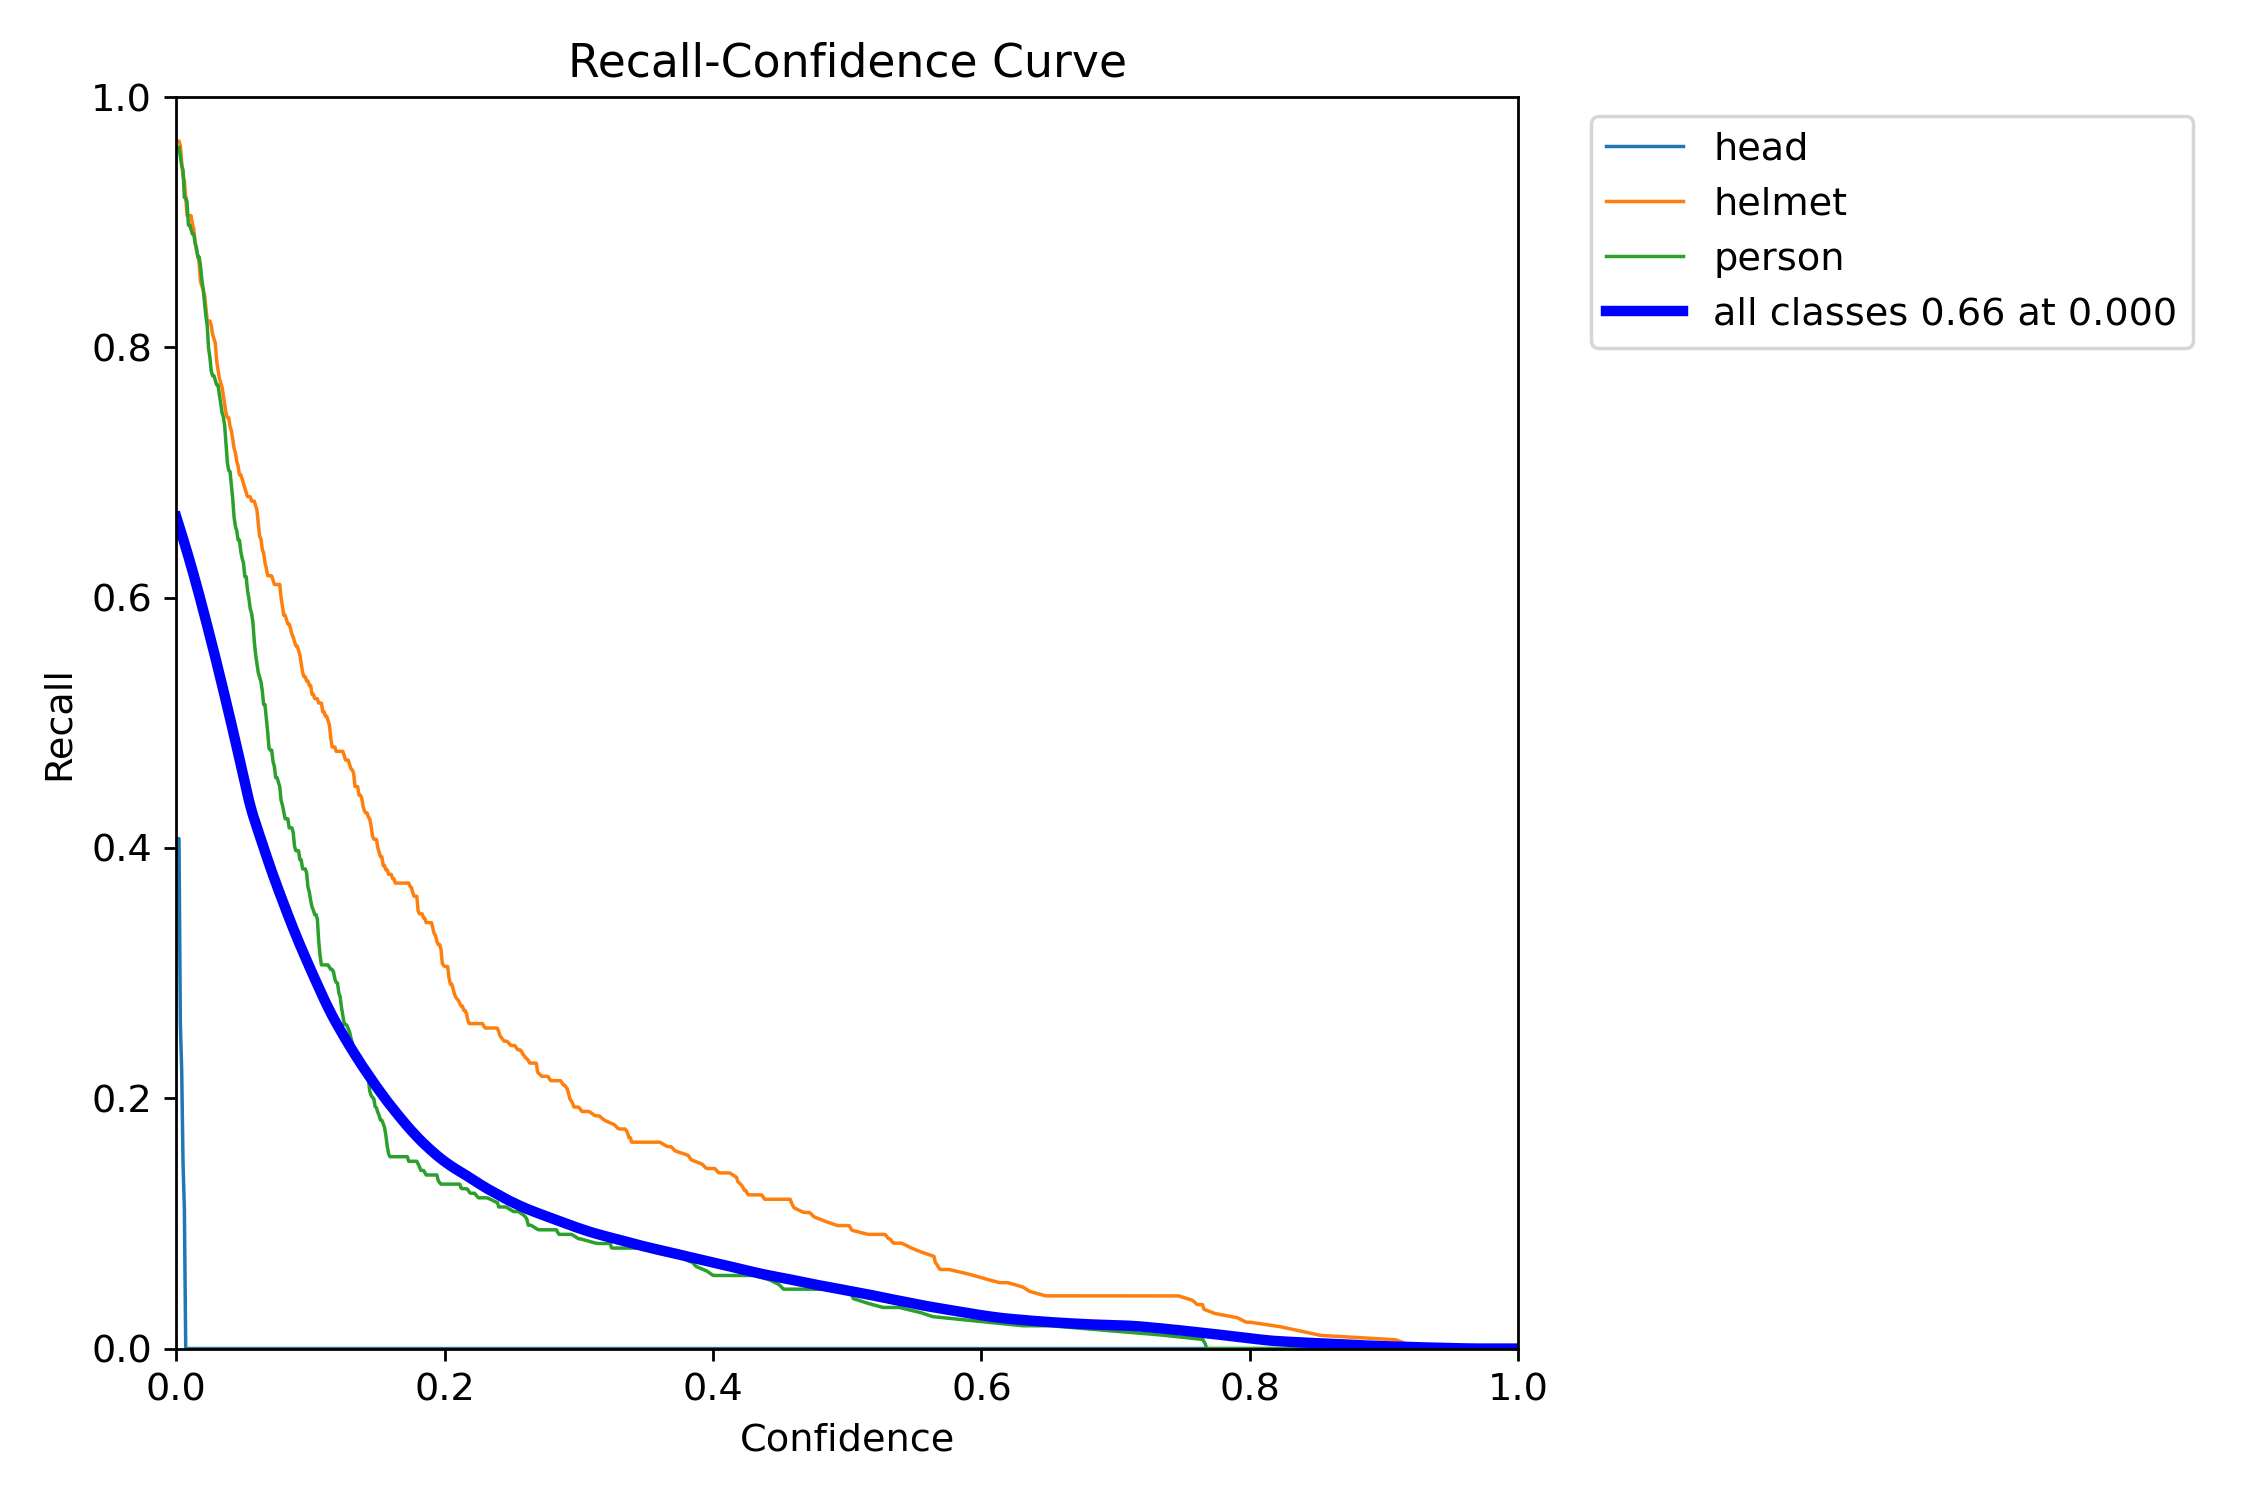 Recall-Confidence Curve
1.0
0.8
0.6
0.4
0.2
0.0
Recall
0.0 0.2 0.4 0.6 0.8 1.0
Confidence
head
helmet
person
all classes 0.66 at 0.000